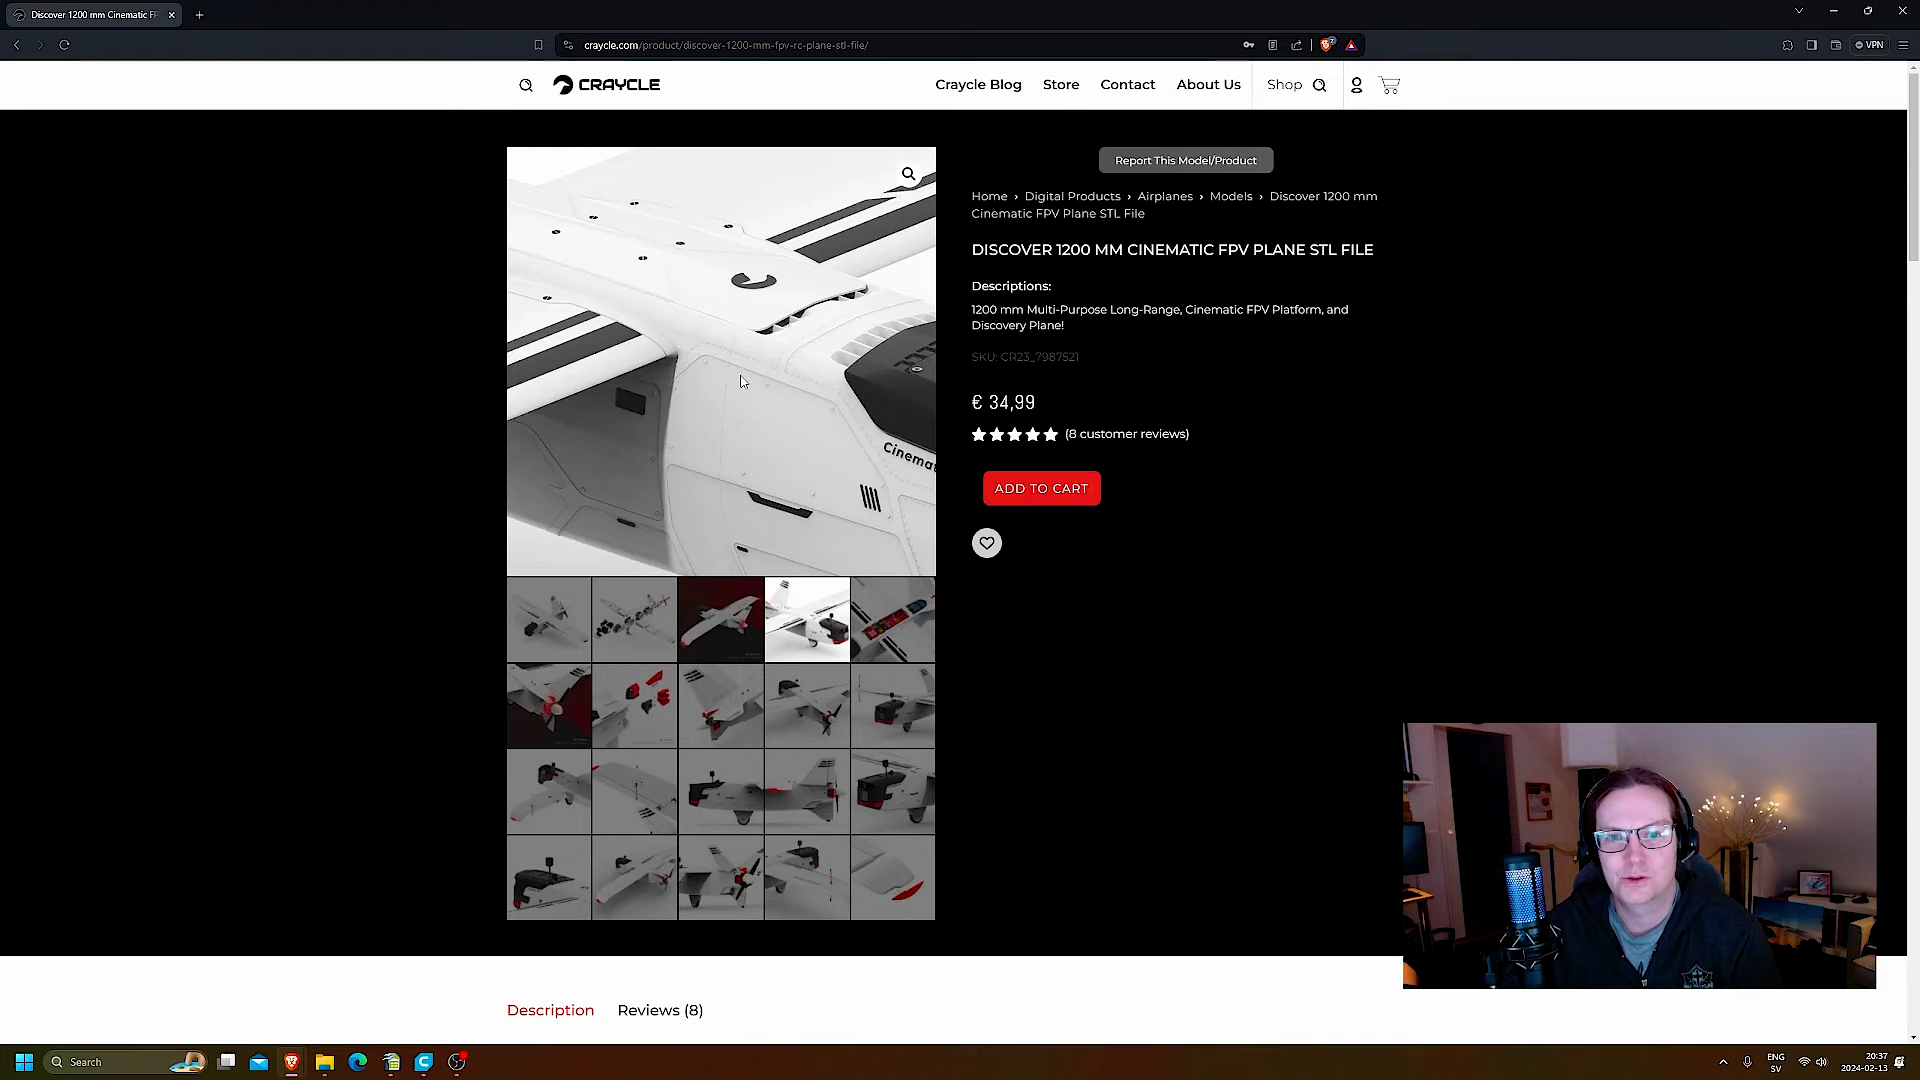 Discover 1200 mm Cinematic FP
craycle.com/product/discover-1200-mm-fpv-rc-plane-stl-file/
VPN
CRAYCLE
Craycle Blog
Store
Contact
About Us
Shop
Report This Model/Product
Home › Digital Products › Airplanes › Models › Discover 1200 mm
Cinematic FPV Plane STL File
DISCOVER 1200 MM CINEMATIC FPV PLANE STL FILE
Descriptions:
1200 mm Multi-Purpose Long-Range, Cinematic FPV Platform, and
Discovery Plane!
SKU: CR23_7987521
€ 34,99
(8 customer reviews)
ADD TO CART
Cinemat
Description
Reviews (8)
Search
ENG
SV
20:37
2024-02-13